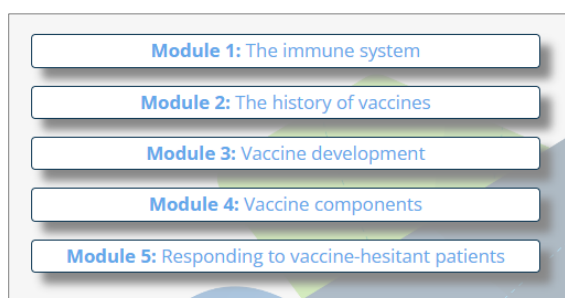 Module 1: The immune system
Module 2: The history of vaccines
Module 3: Vaccine development
Module 4: Vaccine components
Module 5: Responding to vaccine-hesitant patients